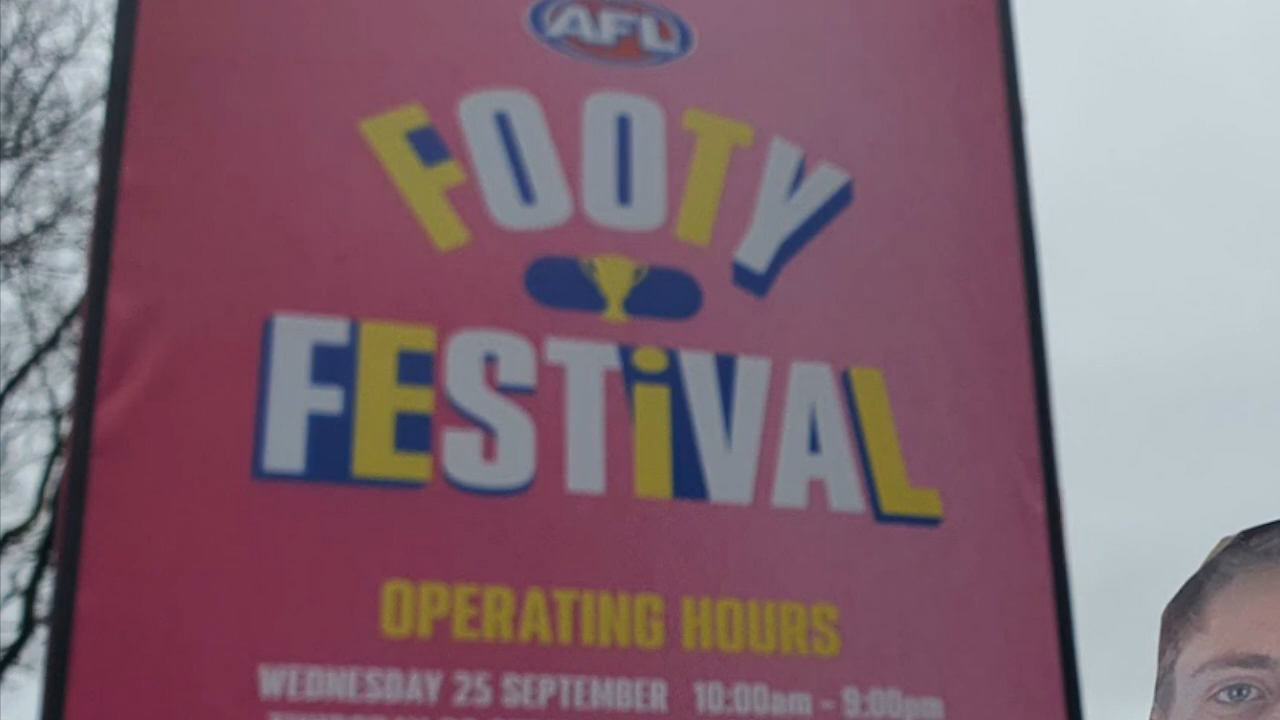 AFL
FOOTY
FESTiVAL
OPERATING HOURS
WEDNESDAY 25 SEPTEMBER 10:00am - 9:00pm